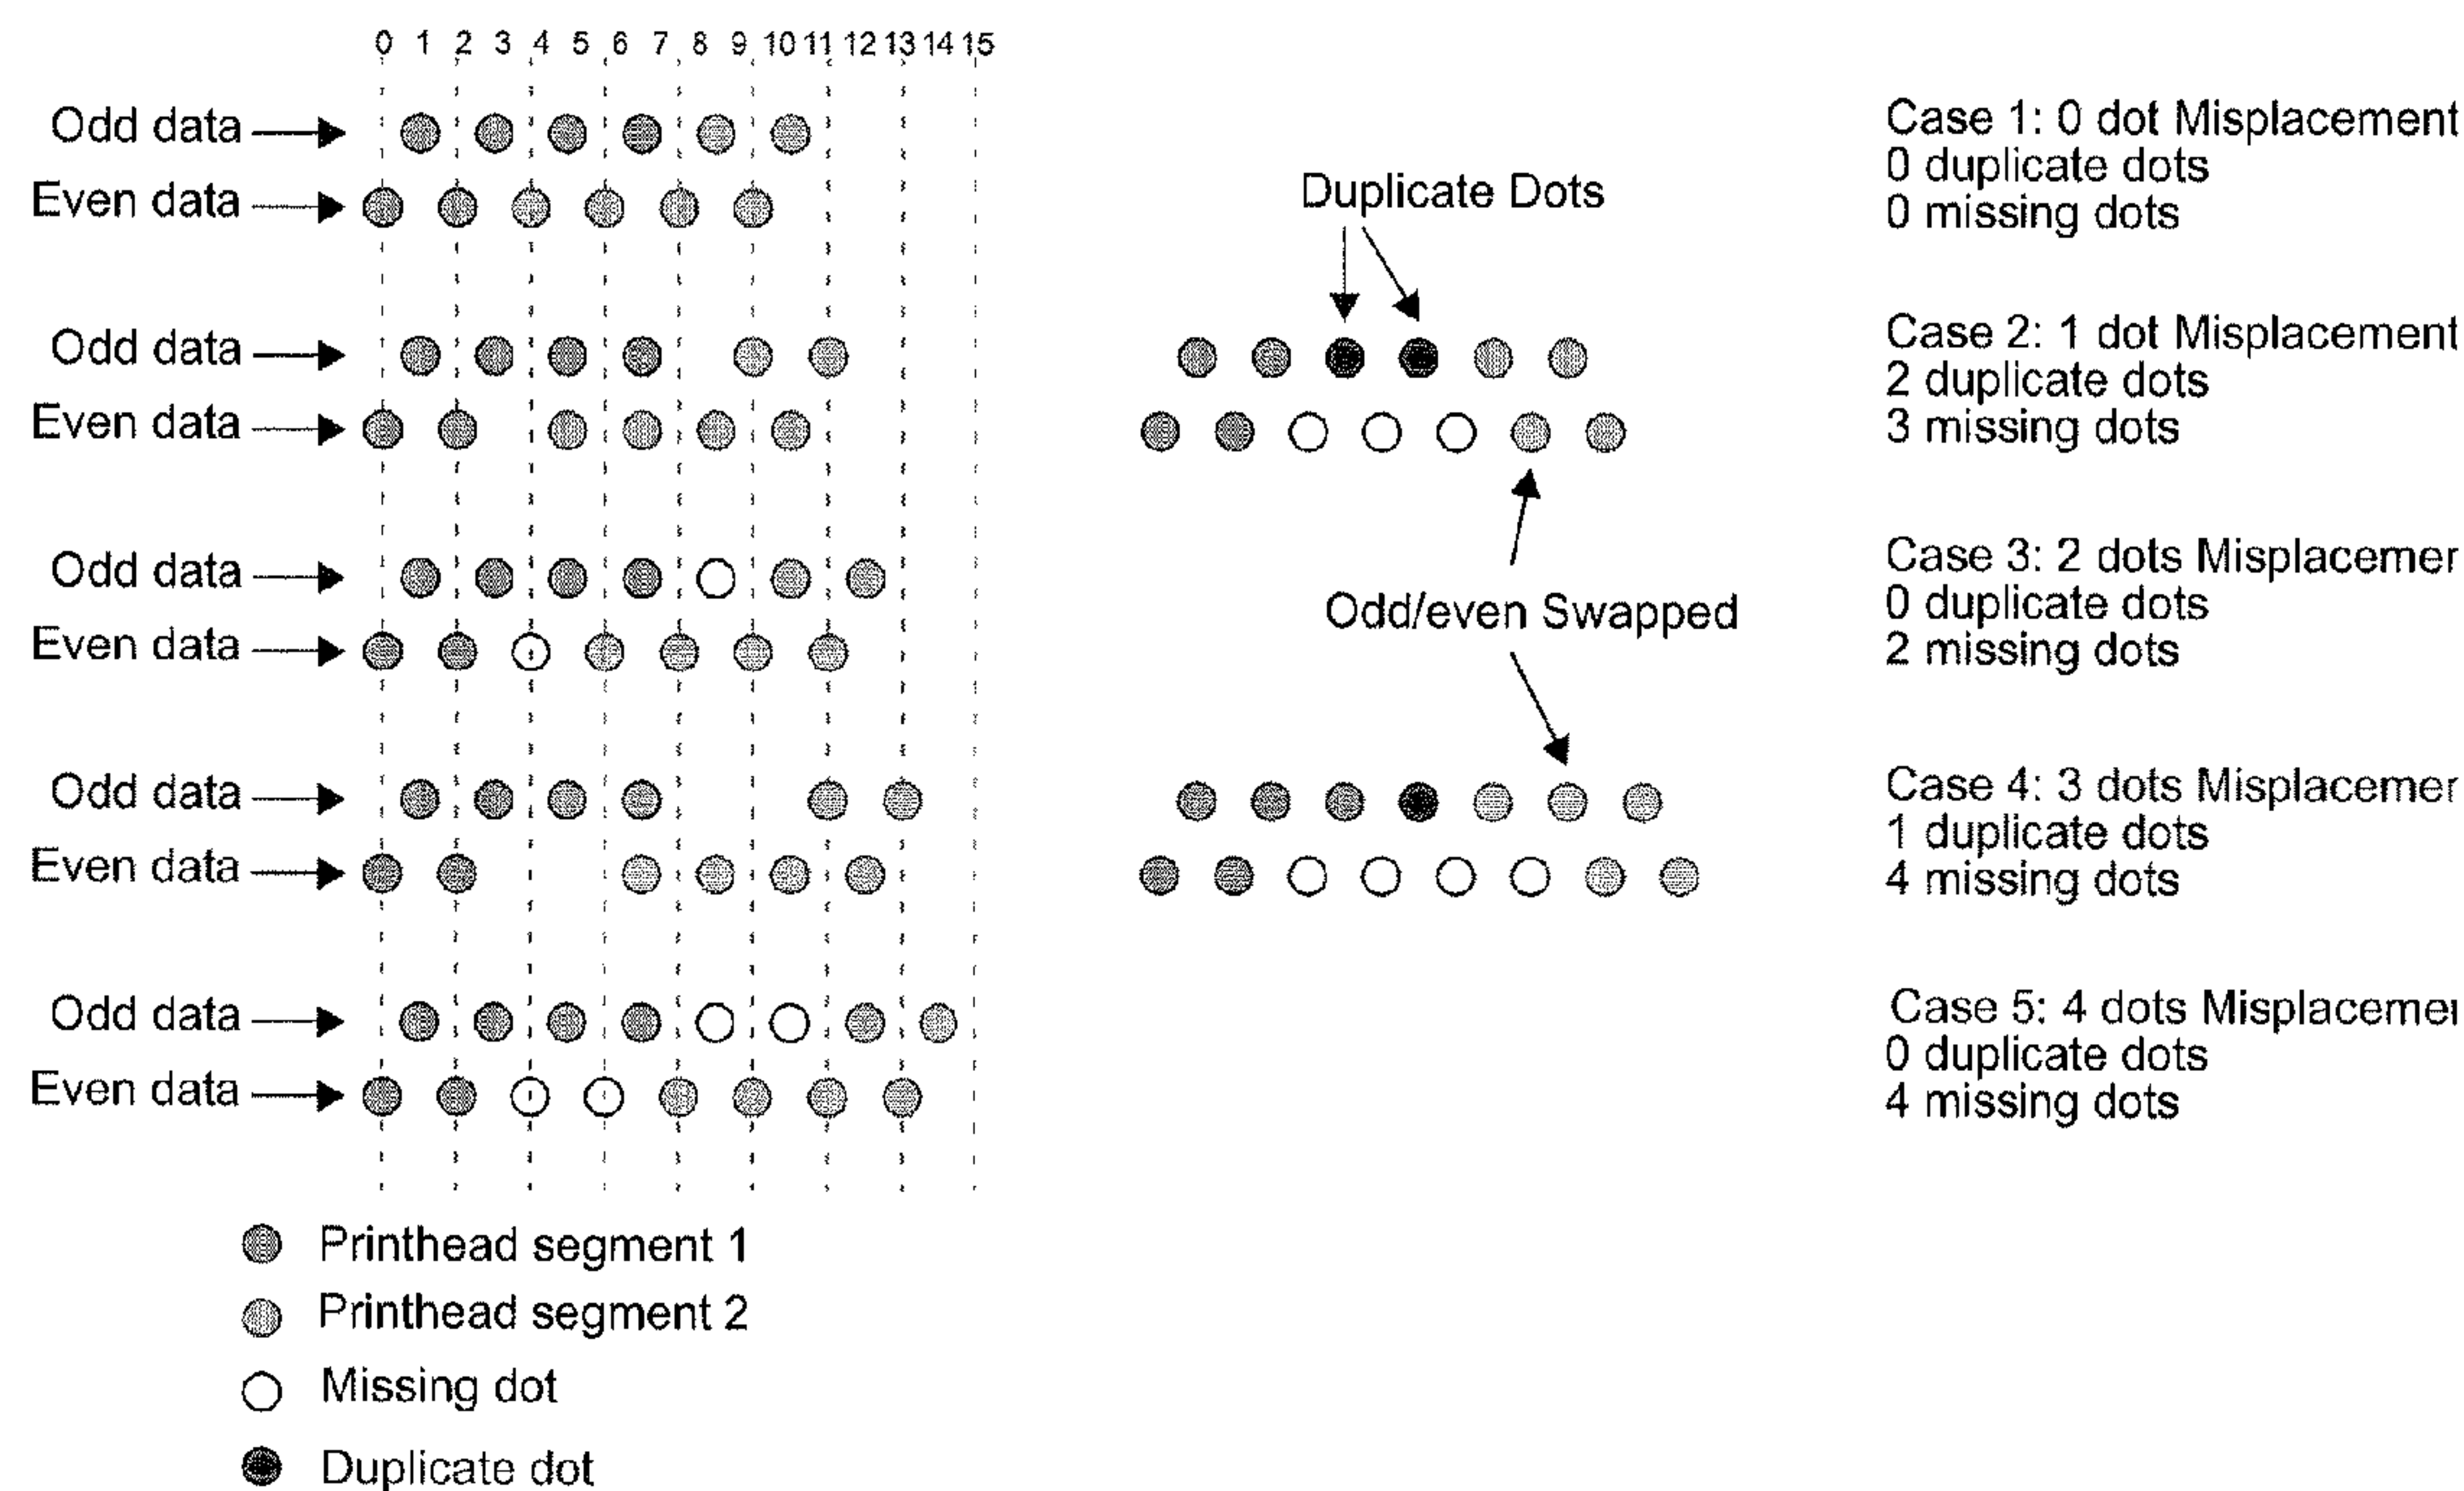 0 1 2 3 4 5 6 7 8 9 10 11 12 13 14 15
Odd data
Even data
Case 1: 0 dot Misplacement
0 duplicate dots
0 missing dots
Duplicate Dots
Odd data
Even data
Case 2: 1 dot Misplacement
2 duplicate dots
3 missing dots
Odd data
Even data
Odd/even Swapped
Case 3: 2 dots Misplacemer
0 duplicate dots
2 missing dots
Odd data
Even data
Case 4: 3 dots Misplacemer
1 duplicate dots
4 missing dots
Odd data
Even data
Case 5: 4 dots Misplacemei
0 duplicate dots
4 missing dots
Printhead segment 1
Printhead segment 2
Missing dot
Duplicate dot